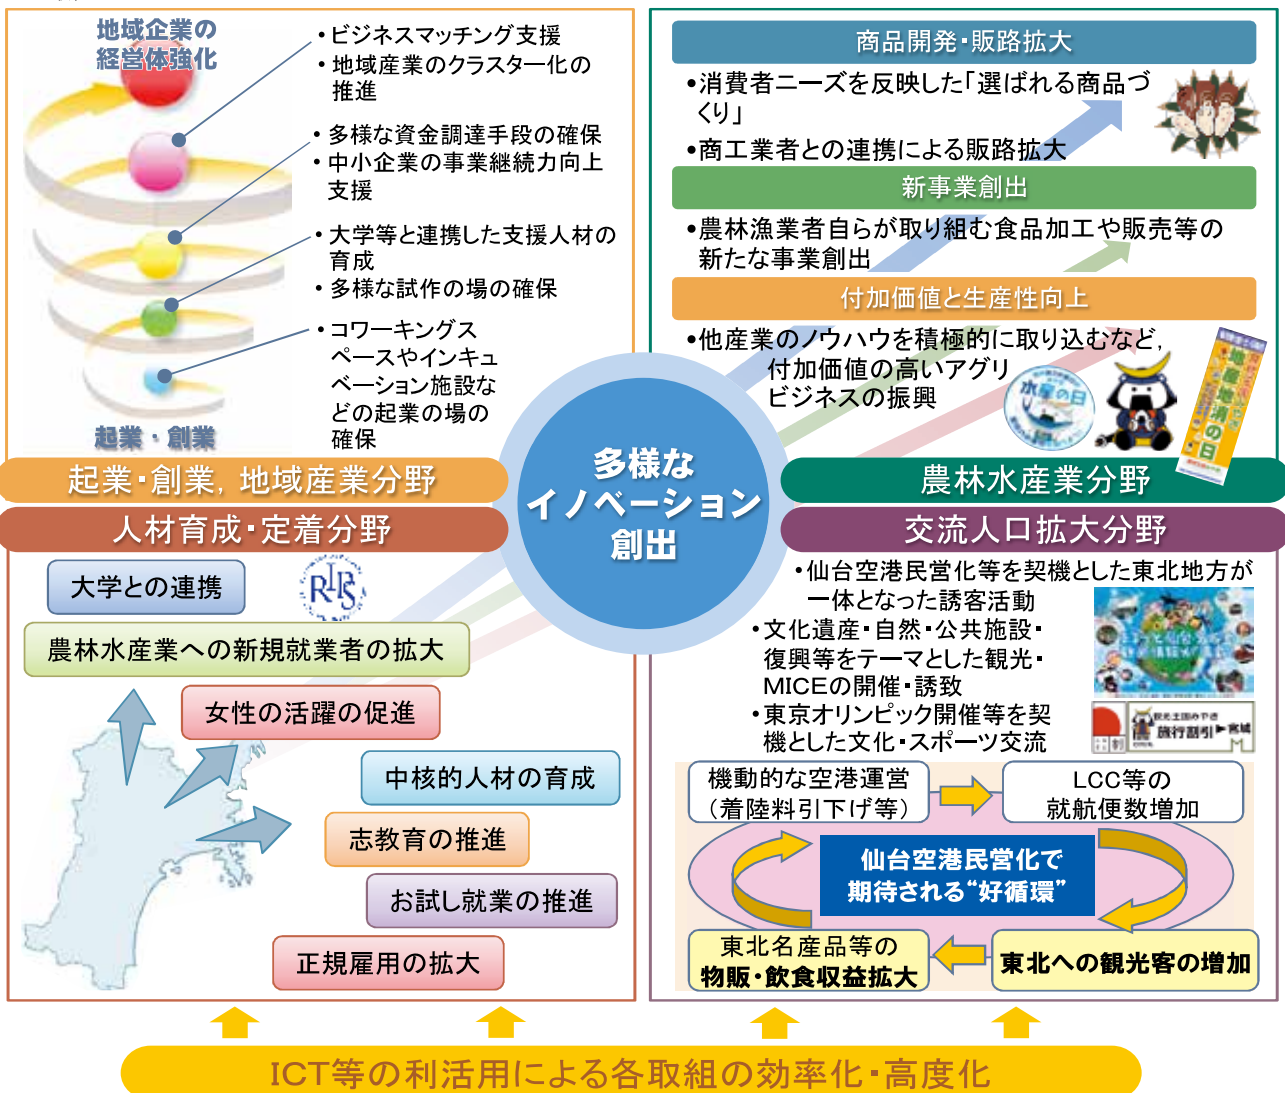 地域企業の
経営体強化
・ビジネスマッチング支援
・地域産業のクラスター化の
推進
・多様な資金調達手段の確保
・中小企業の事業継続力向上
支援
・大学等と連携した支援人材の
育成
・多様な試作の場の確保
・コワーキングス
ペースやインキュ
ベーション施設な
どの起業の場の
確保
起業・創業
起業・創業，地域産業分野
商品開発・販路拡大
・消費者ニーズを反映した「選ばれる商品づ
くり」
・商工業者との連携による販路拡大
新事業創出
・農林漁業者自らが取り組む食品加工や販売等の
新たな事業創出
付加価値と生産性向上
・他産業のノウハウを積極的に取り込むなど，
付加価値の高いアグリ
ビジネスの振興
水産の日
地産地消の日
農林水産業分野
多様な
イノベーション
創出
人材育成・定着分野
大学との連携
RIPS
農林水産業への新規就業者の拡大
女性の活躍の促進
中核的人材の育成
志教育の推進
お試し就業の推進
正規雇用の拡大
交流人口拡大分野
・仙台空港民営化等を契機とした東北地方が
一体となった誘客活動
・文化遺産・自然・公共施設・
復興等をテーマとした観光・
MICEの開催・誘致
・東京オリンピック開催等を契
機とした文化・スポーツ交流
旅行割引▶宮城
機動的な空港運営
（着陸料引下げ等）
LCC等の
就航便数増加
仙台空港民営化で
期待される“好循環”
東北名産品等の
物販・飲食収益拡大
東北への観光客の増加
ICT等の利活用による各取組の効率化・高度化